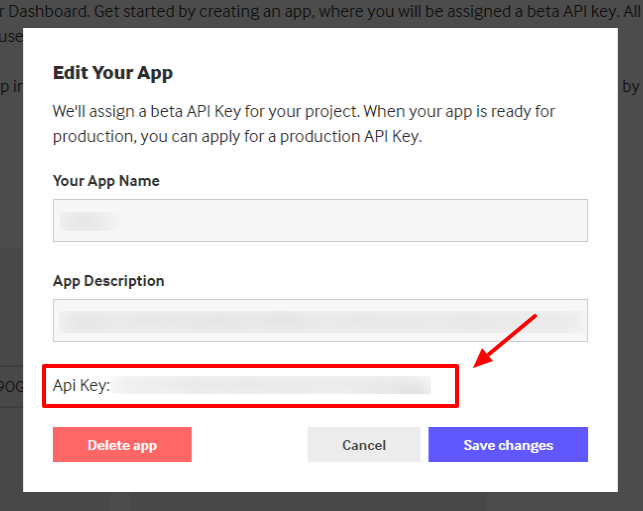 r Dashboard. Get started by creating an app, where you will be assigned a beta API key. All
use
p in
by
Edit Your App
We'll assign a beta API Key for your project. When your app is ready for
production, you can apply for a production API Key.
Your App Name
App Description
Api Key:
90G
Delete app
Cancel
Save changes